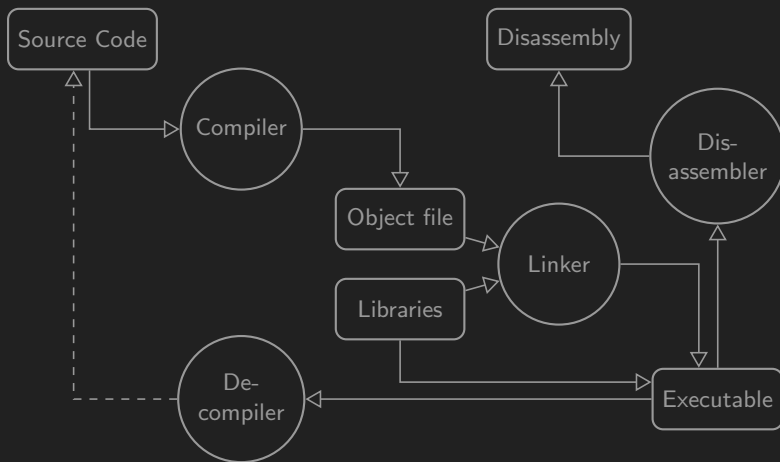 Source Code
Disassembly
Compiler
Dis-
assembler
Object file
Linker
Libraries
De-
compiler
Executable